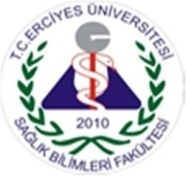 T.C.ERCİYES ÜNİVERSİTESİ
2010
SAĞLIK BİLİMLERİ FAKÜLTESİ